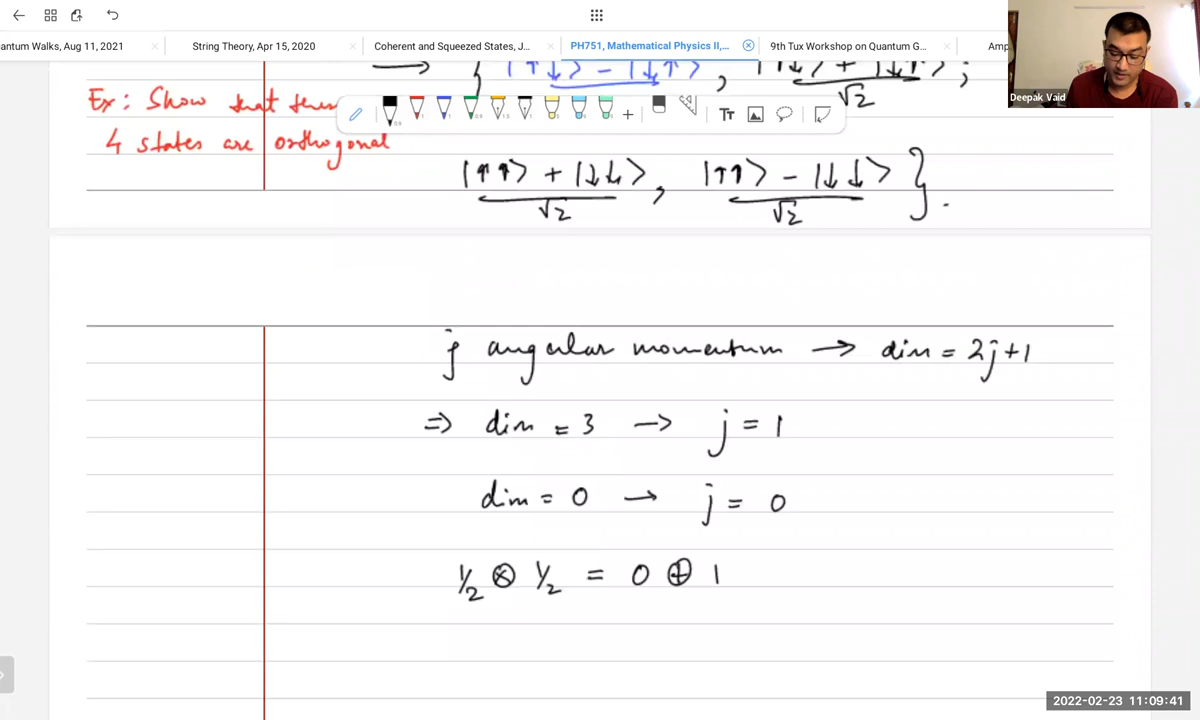 antum Walks, Aug 11, 2021 String Theory, Apr 15, 2020 Coherent and Squeezed States, J... PH751, Mathematical Physics II,... 9th Tux Workshop on Quantum G... Amp
Deepak Vaid
{ |↑↓> - |↓↑> , |↑↓> + |↓↑> ;
√2
Ex: Show that
4 states are orthogonal
TT
|↑↑> + |↓↓> , |↑↑> - |↓↓> } .
√2 √2
j angular momentum → dim = 2j+1
=> dim = 3 → j = 1
dim = 0 → j = 0
1/2 ⊗ 1/2 = 0 ⊕ 1
2022-02-23 11:09:41